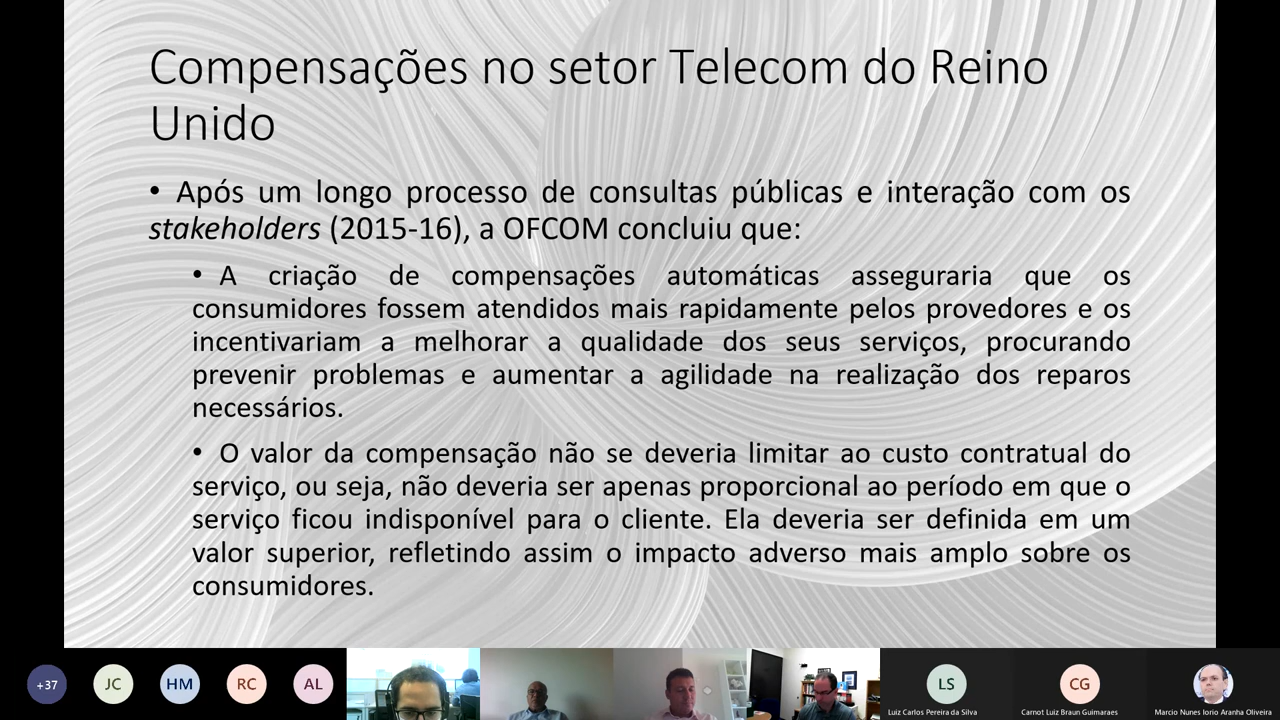 Compensações no setor Telecom do Reino
Unido
• Após um longo processo de consultas públicas e interação com os
stakeholders (2015-16), a OFCOM concluiu que:
• A criação de compensações automáticas asseguraria que os
consumidores fossem atendidos mais rapidamente pelos provedores e os
incentivariam a melhorar a qualidade dos seus serviços, procurando
prevenir problemas e aumentar a agilidade na realização dos reparos
necessários.
• O valor da compensação não se deveria limitar ao custo contratual do
serviço, ou seja, não deveria ser apenas proporcional ao período em que o
serviço ficou indisponível para o cliente. Ela deveria ser definida em um
valor superior, refletindo assim o impacto adverso mais amplo sobre os
consumidores.
+37 JC HM RC AL LS CG
Luiz Carlos Pereira da Silva Carnot Luiz Braun Guimaraes Marcio Nunes Iorio Aranha Oliveira